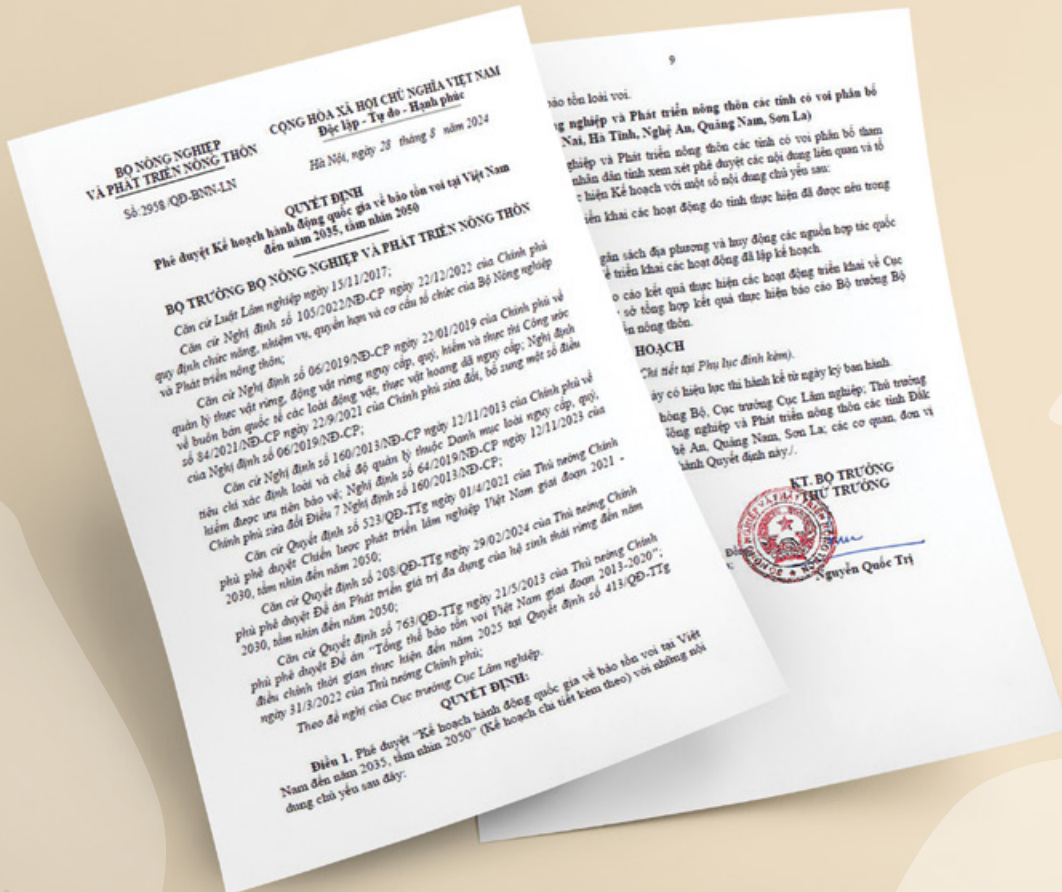 BỘ NÔNG NGHIỆP
VÀ PHÁT TRIỂN NÔNG THÔN
CỘNG HÒA XÃ HỘI CHỦ NGHĨA VIỆT NAM
Độc lập - Tự do - Hạnh phúc
Số: 2958 /QĐ-BNN-LN
Hà Nội, ngày 28 tháng 8 năm 2024
QUYẾT ĐỊNH
Phê duyệt Kế hoạch hành động quốc gia về bảo tồn voi tại Việt Nam
đến năm 2035, tầm nhìn 2050
BỘ TRƯỞNG BỘ NÔNG NGHIỆP VÀ PHÁT TRIỂN NÔNG THÔN
Căn cứ Luật Lâm nghiệp ngày 15/11/2017;
Căn cứ Nghị định số 105/2022/NĐ-CP ngày 22/12/2022 của Chính phủ
quy định chức năng, nhiệm vụ, quyền hạn và cơ cấu tổ chức của Bộ Nông nghiệp
và Phát triển nông thôn;
Căn cứ Nghị định số 06/2019/NĐ-CP ngày 22/01/2019 của Chính phủ về
quản lý thực vật rừng, động vật rừng nguy cấp, quý, hiếm và thực thi Công ước
về buôn bán quốc tế các loài động vật, thực vật hoang dã nguy cấp; Nghị định
số 84/2021/NĐ-CP ngày 22/9/2021 của Chính phủ sửa đổi, bổ sung một số điều
của Nghị định số 06/2019/NĐ-CP;
Căn cứ Nghị định số 160/2013/NĐ-CP ngày 12/11/2013 của Chính phủ về
tiêu chí xác định loài và chế độ quản lý thuộc Danh mục loài nguy cấp, quý,
hiếm được ưu tiên bảo vệ; Nghị định số 64/2019/NĐ-CP ngày 12/11/2023 của
Chính phủ sửa đổi Điều 7 Nghị định số 160/2013/NĐ-CP;
Căn cứ Quyết định số 523/QĐ-TTg ngày 01/4/2021 của Thủ tướng Chính
phủ phê duyệt Chiến lược phát triển lâm nghiệp Việt Nam giai đoạn 2021 -
2030, tầm nhìn đến năm 2050;
Căn cứ Quyết định số 208/QĐ-TTg ngày 29/02/2024 của Thủ tướng Chính
phủ phê duyệt Đề án Phát triển giá trị đa dụng của hệ sinh thái rừng đến năm
2030, tầm nhìn đến năm 2050;
Căn cứ Quyết định số 763/QĐ-TTg ngày 21/5/2013 của Thủ tướng Chính
phủ phê duyệt Đề án “Tổng thể bảo tồn voi Việt Nam giai đoạn 2013-2020”;
điều chỉnh thời gian thực hiện đến năm 2025 tại Quyết định số 413/QĐ-TTg
ngày 31/3/2022 của Thủ tướng Chính phủ;
Theo đề nghị của Cục trưởng Cục Lâm nghiệp.
QUYẾT ĐỊNH:
Điều 1. Phê duyệt “Kế hoạch hành động quốc gia về bảo tồn voi tại Việt
Nam đến năm 2035, tầm nhìn 2050” (Kế hoạch chi tiết kèm theo) với những nội
dung chủ yếu sau đây:
9
bảo tồn loài voi.
nghiệp và Phát triển nông thôn các tỉnh có voi phân bố
Nai, Hà Tĩnh, Nghệ An, Quảng Nam, Sơn La)
nghiệp và Phát triển nông thôn các tỉnh có voi phân bố tham
nhân dân tỉnh xem xét phê duyệt các nội dung liên quan và tổ
hiện Kế hoạch với một số nội dung chủ yếu sau:
khai các hoạt động do tỉnh thực hiện đã được nêu trong
ngân sách địa phương và huy động các nguồn hợp tác quốc
triển khai các hoạt động đã lập kế hoạch.
cáo kết quả thực hiện các hoạt động triển khai về Cục
sở tổng hợp kết quả thực hiện báo cáo Bộ trưởng Bộ
nông thôn.
HOẠCH
Chi tiết tại Phụ lục đính kèm).
có hiệu lực thi hành kể từ ngày ký ban hành.
phòng Bộ, Cục trưởng Cục Lâm nghiệp; Thủ trưởng
Nông nghiệp và Phát triển nông thôn các tỉnh Đắk
An, Quảng Nam, Sơn La; các cơ quan, đơn vị
hành Quyết định này./.
KT. BỘ TRƯỞNG
THỨ TRƯỞNG
Nguyễn Quốc Trị